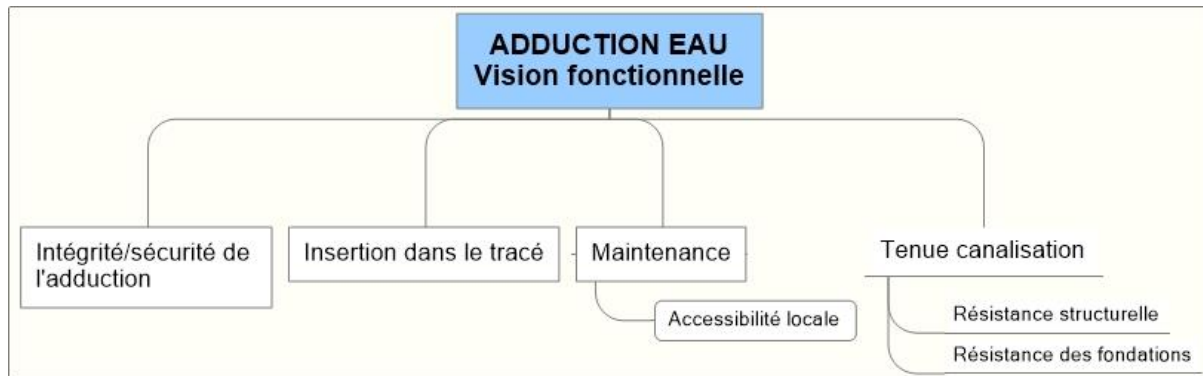 ADDUCTION EAU
Vision fonctionnelle
Intégrité/sécurité de
l'adduction
Insertion dans le tracé
Maintenance
Tenue canalisation
Accessibilité locale
Résistance structurelle
Résistance des fondations